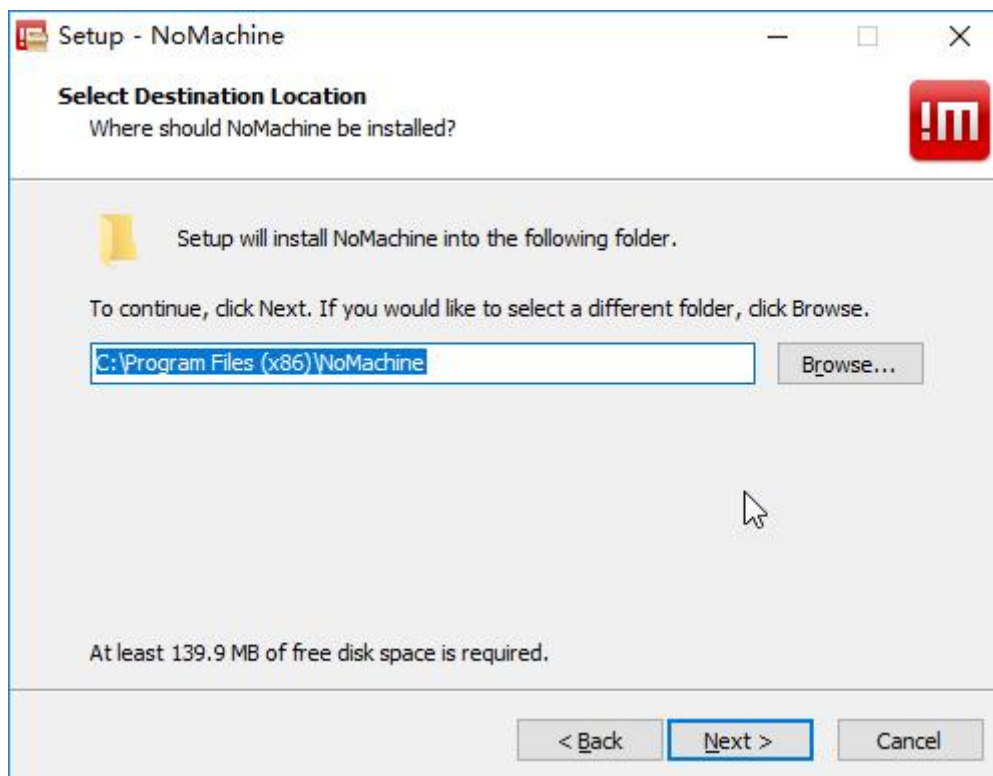 Setup - NoMachine
Select Destination Location
Where should NoMachine be installed?
!M
Setup will install NoMachine into the following folder.
To continue, click Next. If you would like to select a different folder, click Browse.
C:\Program Files (x86)\NoMachine
Browse...
At least 139.9 MB of free disk space is required.
< Back
Next >
Cancel